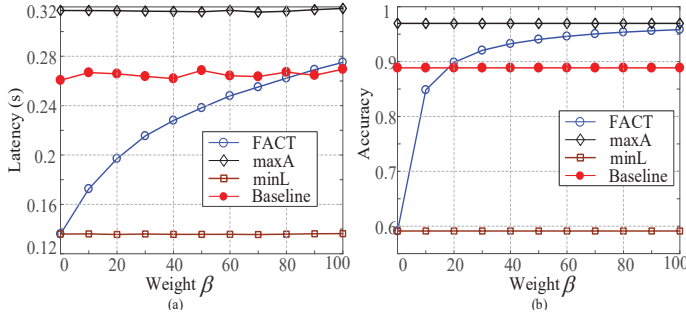 0.32
0.28
0.24
0.2
0.16
0.12
Latency (s)
0 20 40 60 80 100
Weight β
(a)
FACT
maxA
minL
Baseline
1
0.9
0.8
0.7
0.6
Accuracy
0 20 40 60 80 100
Weight β
(b)
FACT
maxA
minL
Baseline